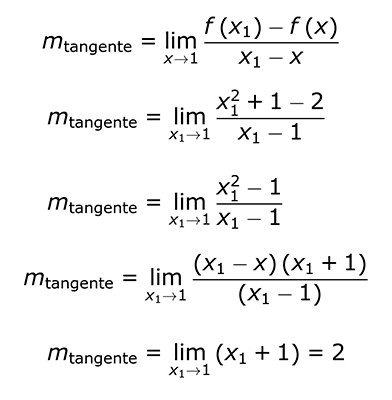 m_tangente = lim_{x→1} (f(x₁) − f(x)) / (x₁ − x)
m_tangente = lim_{x₁→1} (x₁² + 1 − 2) / (x₁ − 1)
m_tangente = lim_{x₁→1} (x₁² − 1) / (x₁ − 1)
m_tangente = lim_{x₁→1} ((x₁ − x)(x₁ + 1)) / ((x₁ − 1))
m_tangente = lim_{x₁→1} (x₁ + 1) = 2